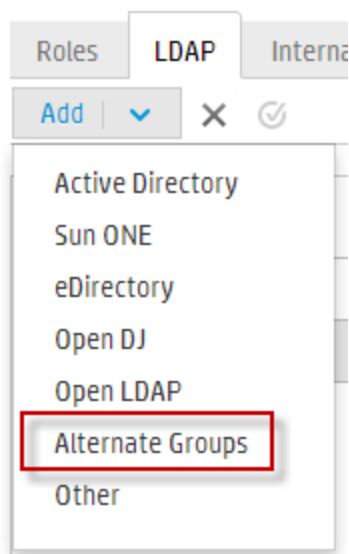 Roles LDAP Interna
Add
Active Directory
Sun ONE
eDirectory
Open DJ
Open LDAP
Alternate Groups
Other